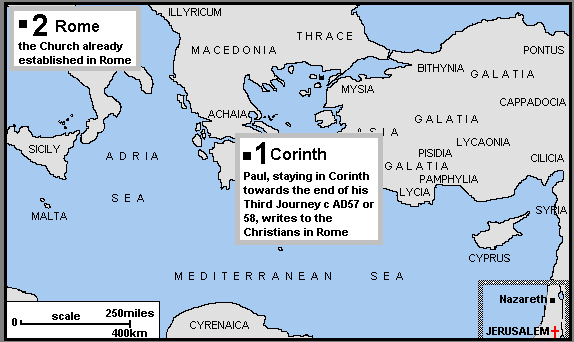 2 Rome
the Church already
established in Rome
ILLYRICUM
THRACE
MACEDONIA
PONTUS
BITHYNIA
GALATIA
MYSIA
CAPPADOCIA
ACHAIA
GALATIA
ASIA
SICILY
ADRIA
LYCAONIA
PISIDIA
CILICIA
GALATIA
PAMPHYLIA
LYCIA
1 Corinth
Paul, staying in Corinth
towards the end of his
Third Journey c AD57 or
58, writes to the
Christians in Rome
SEA
MALTA
SYRIA
CYPRUS
MEDITERRANEAN SEA
Nazareth
scale 250miles
0
400km
CYRENAICA
JERUSALEM